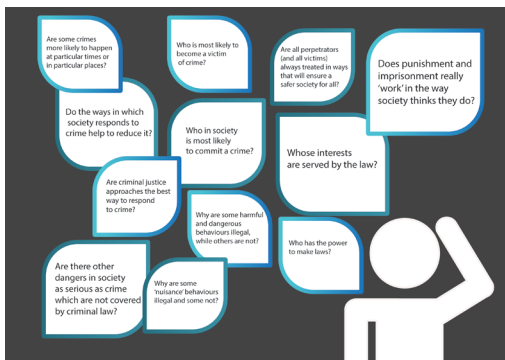 Are some crimes
more likely to happen
at particular times or
in particular places?
Who is most likely to
become a victim
of crime?
Are all perpetrators
(and all victims)
always treated in ways
that will ensure a
safer society for all?
Does punishment and
imprisonment really
‘work’ in the way
society thinks they do?
Do the ways in which
society responds to
crime help to reduce it?
Who in society
is most likely
to commit a crime?
Whose interests
are served by the law?
Are criminal justice
approaches the best
way to respond
to crime?
Why are some harmful
and dangerous
behaviours illegal,
while others are not?
Who has the power
to make laws?
Are there other
dangers in society
as serious as crime
which are not covered
by criminal law?
Why are some
‘nuisance’ behaviours
illegal and some not?